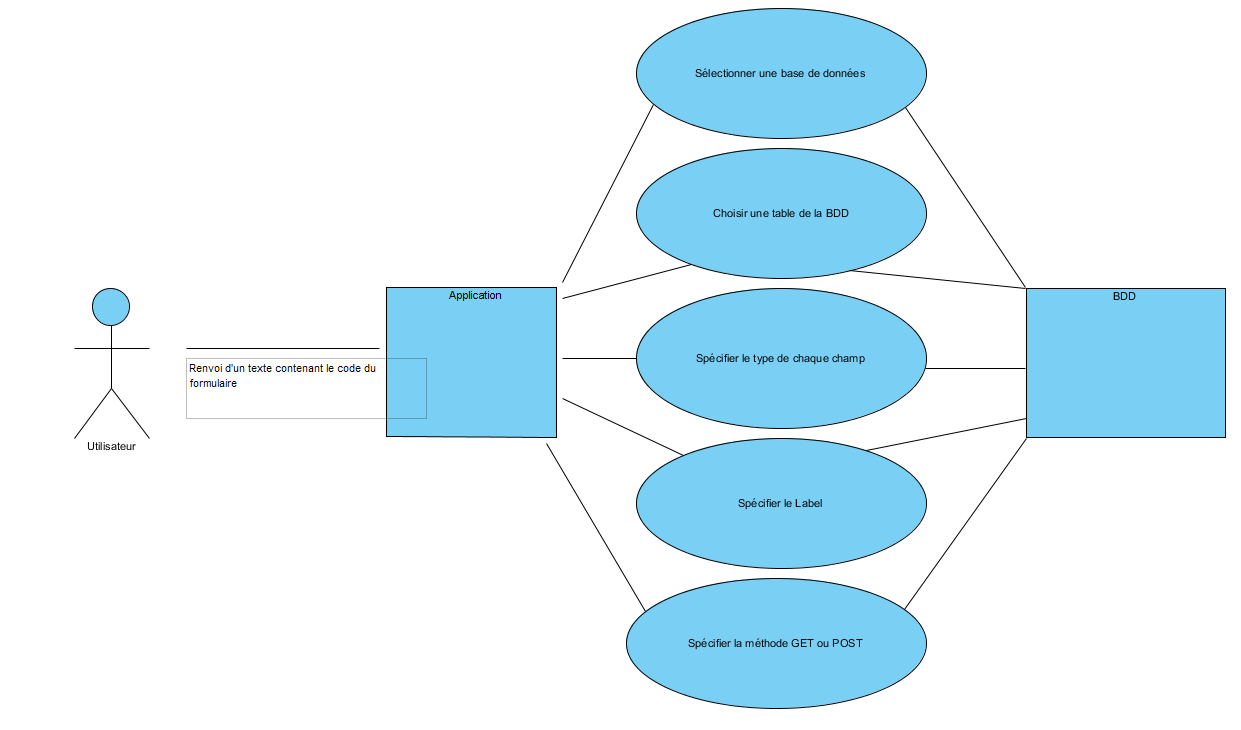 Sélectionner une base de données
Choisir une table de la BDD
Application
BDD
Spécifier le type de chaque champ
Renvoi d'un texte contenant le code du
formulaire
Utilisateur
Spécifier le Label
Spécifier la méthode GET ou POST